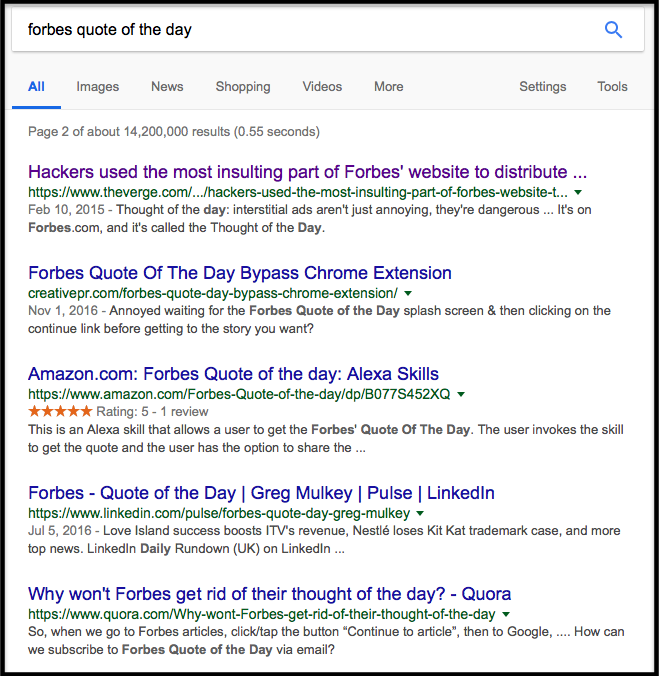 forbes quote of the day
All Images News Shopping Videos More Settings Tools
Page 2 of about 14,200,000 results (0.55 seconds)
Hackers used the most insulting part of Forbes' website to distribute ...
https://www.theverge.com/.../hackers-used-the-most-insulting-part-of-forbes-website-t...
Feb 10, 2015 - Thought of the day: interstitial ads aren't just annoying, they're dangerous ... It's on
Forbes.com, and it's called the Thought of the Day.
Forbes Quote Of The Day Bypass Chrome Extension
creativepr.com/forbes-quote-day-bypass-chrome-extension/
Nov 1, 2016 - Annoyed waiting for the Forbes Quote of the Day splash screen & then clicking on the
continue link before getting to the story you want?
Amazon.com: Forbes Quote of the day: Alexa Skills
https://www.amazon.com/Forbes-Quote-of-the-day/dp/B077S452XQ
Rating: 5 - 1 review
This is an Alexa skill that allows a user to get the Forbes' Quote Of The Day. The user invokes the skill
to get the quote and the user has the option to share the ...
Forbes - Quote of the Day | Greg Mulkey | Pulse | LinkedIn
https://www.linkedin.com/pulse/forbes-quote-day-greg-mulkey
Jul 5, 2016 - Love Island success boosts ITV's revenue, Nestlé loses Kit Kat trademark case, and more
top news. LinkedIn Daily Rundown (UK) on LinkedIn ...
Why won't Forbes get rid of their thought of the day? - Quora
https://www.quora.com/Why-wont-Forbes-get-rid-of-their-thought-of-the-day
So, when we go to Forbes articles, click/tap the button “Continue to article”, then to Google, .... How can
we subscribe to Forbes Quote of the Day via email?